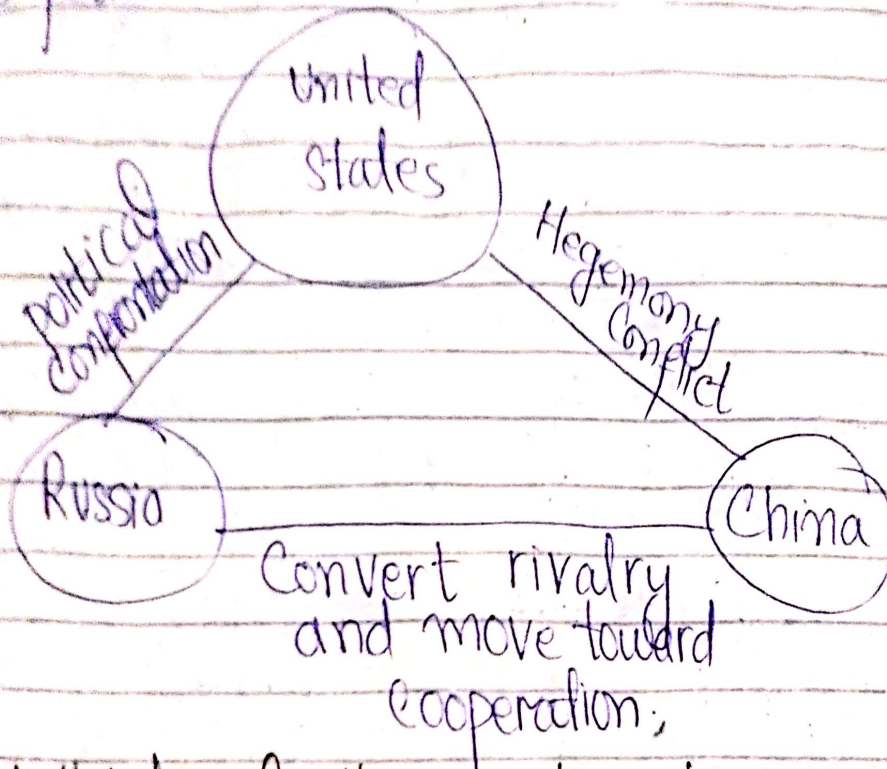 United
States
political
confrontation
Hegemony
Conflict
Russia
China
Convert rivalry
and move toward
cooperation,